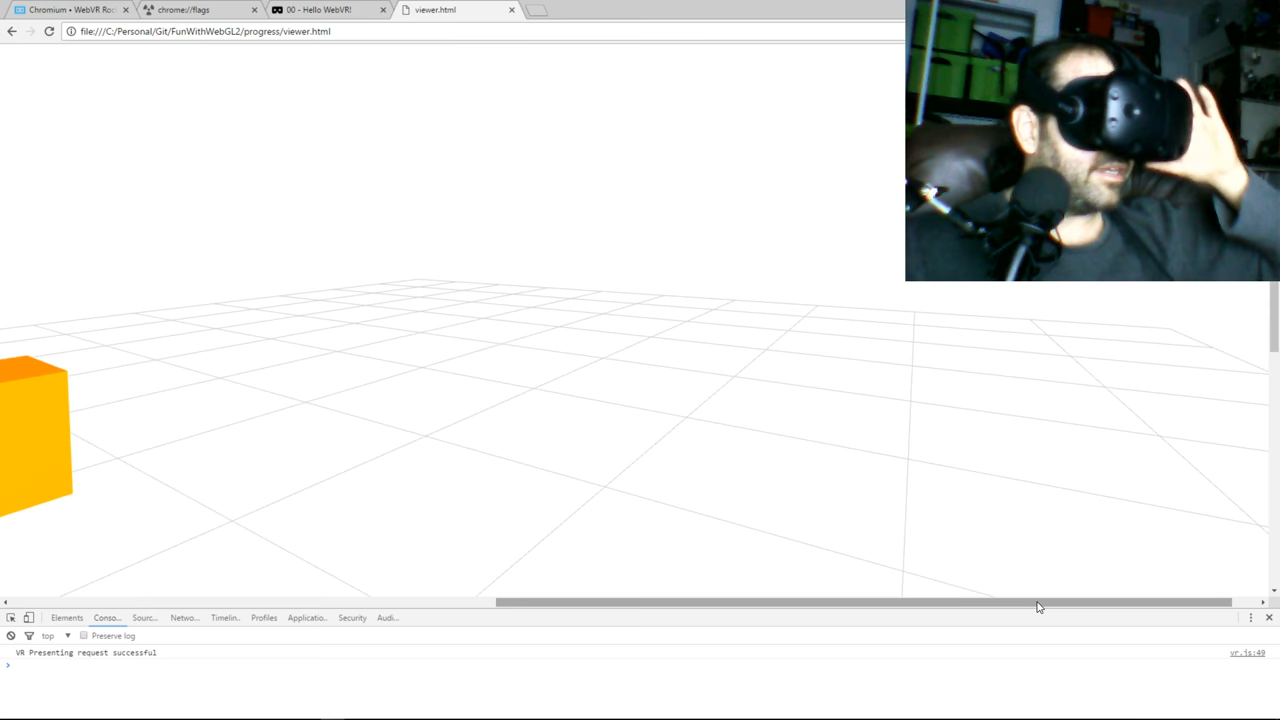 Chromium • WebVR Roc
chrome://flags
00 - Hello WebVR!
viewer.html
file:///C:/Personal/Git/FunWithWebGL2/progress/viewer.html
Elements Conso... Sourc... Netwo... Timelin... Profiles Applicatio... Security Audi...
top Preserve log
VR Presenting request successful vr.js:49